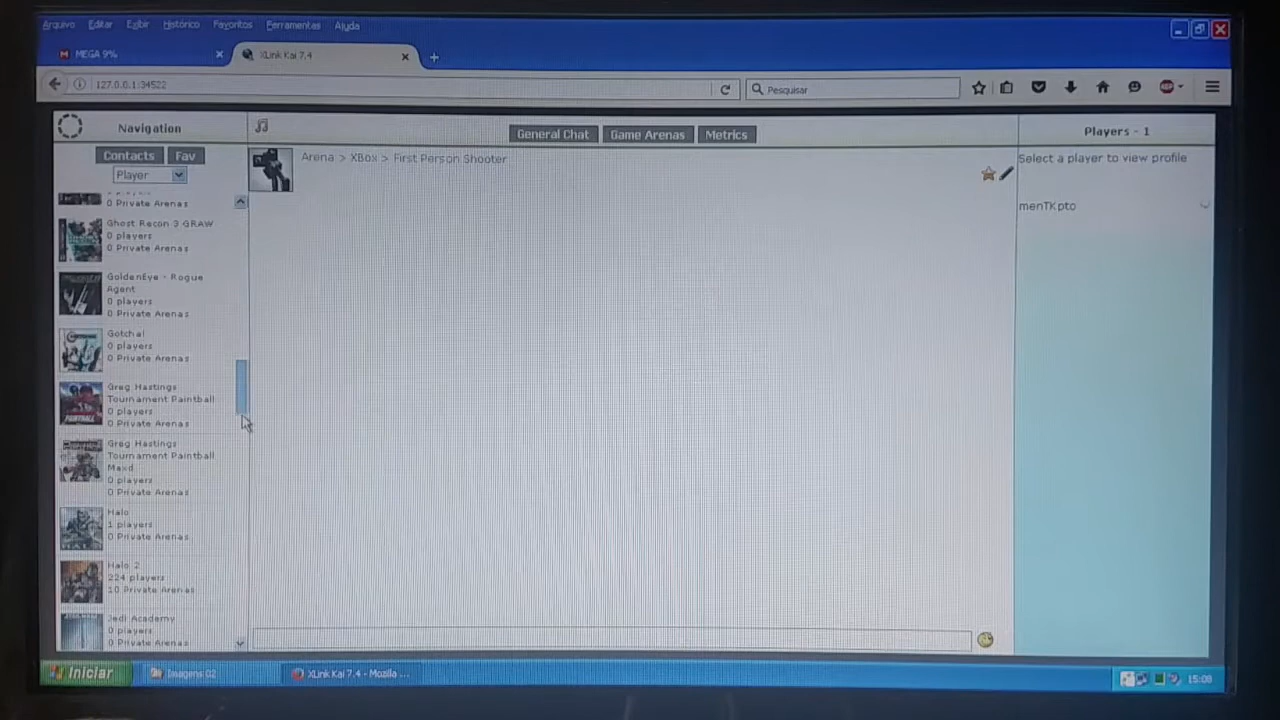 Arquivo Editar Exibir Histórico Favoritos Ferramentas Ajuda
MEGA 9%
XLink Kai 7.4
127.0.0.1:34522
Pesquisar
Navigation
General Chat
Game Arenas
Metrics
Players - 1
Contacts
Fav
Player
Arena > XBox > First Person Shooter
Select a player to view profile
menTKpto
0 Private Arenas
Ghost Recon 3 GRAW
0 players
0 Private Arenas
GoldenEye - Rogue
Agent
0 players
0 Private Arenas
Gotcha!
0 players
0 Private Arenas
Greg Hastings
Tournament Paintball
0 players
0 Private Arenas
Greg Hastings
Tournament Paintball
Maxd
0 players
0 Private Arenas
Halo
1 players
0 Private Arenas
Halo 2
224 players
10 Private Arenas
Jedi Academy
0 players
0 Private Arenas
Iniciar
Imagens 02
XLink Kai 7.4 - Mozilla ...
15:08